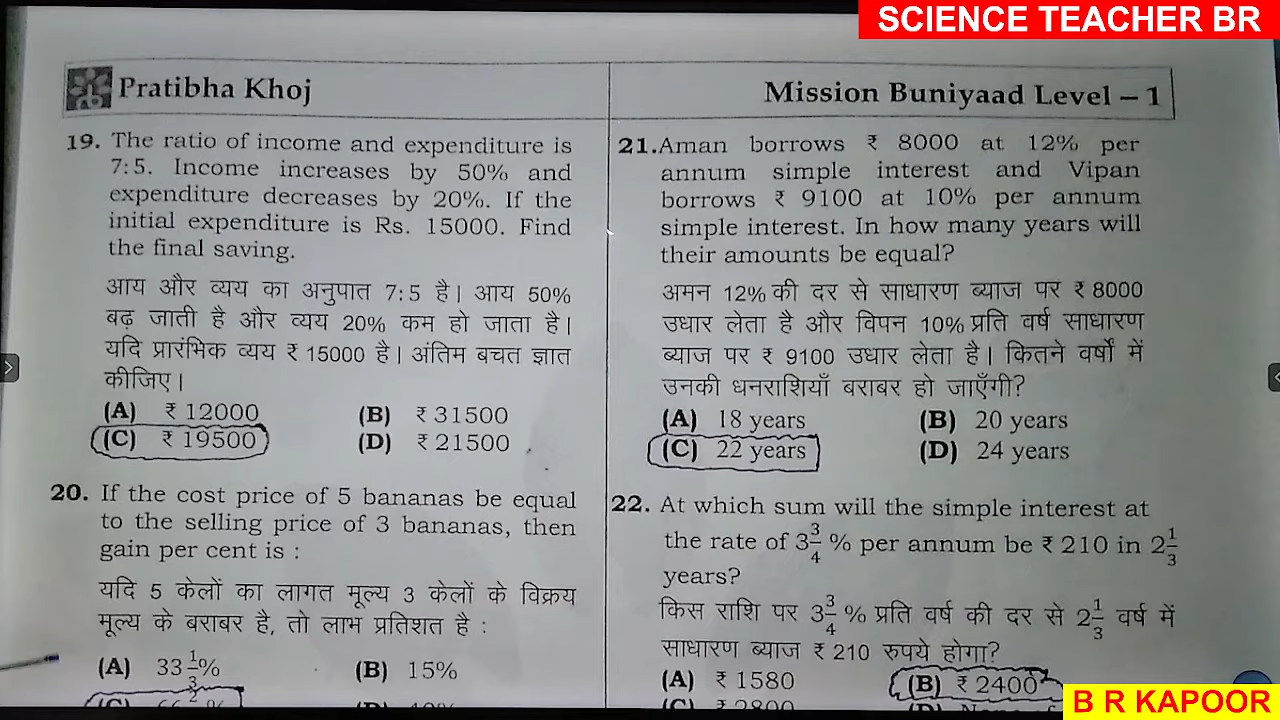 SCIENCE TEACHER BR
Pratibha Khoj
Mission Buniyaad Level – 1
19. The ratio of income and expenditure is
7:5. Income increases by 50% and
expenditure decreases by 20%. If the
initial expenditure is Rs. 15000. Find
the final saving.
आय और व्यय का अनुपात 7:5 है। आय 50%
बढ़ जाती है और व्यय 20% कम हो जाता है।
यदि प्रारंभिक व्यय ₹ 15000 है। अंतिम बचत ज्ञात
कीजिए।
(A) ₹ 12000 (B) ₹ 31500
(C) ₹ 19500 (D) ₹ 21500
20. If the cost price of 5 bananas be equal
to the selling price of 3 bananas, then
gain per cent is :
यदि 5 केलों का लागत मूल्य 3 केलों के विक्रय
मूल्य के बराबर है, तो लाभ प्रतिशत है :
(A) 33 1/3% (B) 15%
21. Aman borrows ₹ 8000 at 12% per
annum simple interest and Vipan
borrows ₹ 9100 at 10% per annum
simple interest. In how many years will
their amounts be equal?
अमन 12% की दर से साधारण ब्याज पर ₹ 8000
उधार लेता है और विपन 10% प्रति वर्ष साधारण
ब्याज पर ₹ 9100 उधार लेता है। कितने वर्षों में
उनकी धनराशियाँ बराबर हो जाएँगी?
(A) 18 years (B) 20 years
(C) 22 years (D) 24 years
22. At which sum will the simple interest at
the rate of 3 3/4 % per annum be ₹ 210 in 2 1/3
years?
किस राशि पर 3 3/4 % प्रति वर्ष की दर से 2 1/3 वर्ष में
साधारण ब्याज ₹ 210 रुपये होगा?
(A) ₹ 1580 (B) ₹ 2400
B R KAPOOR